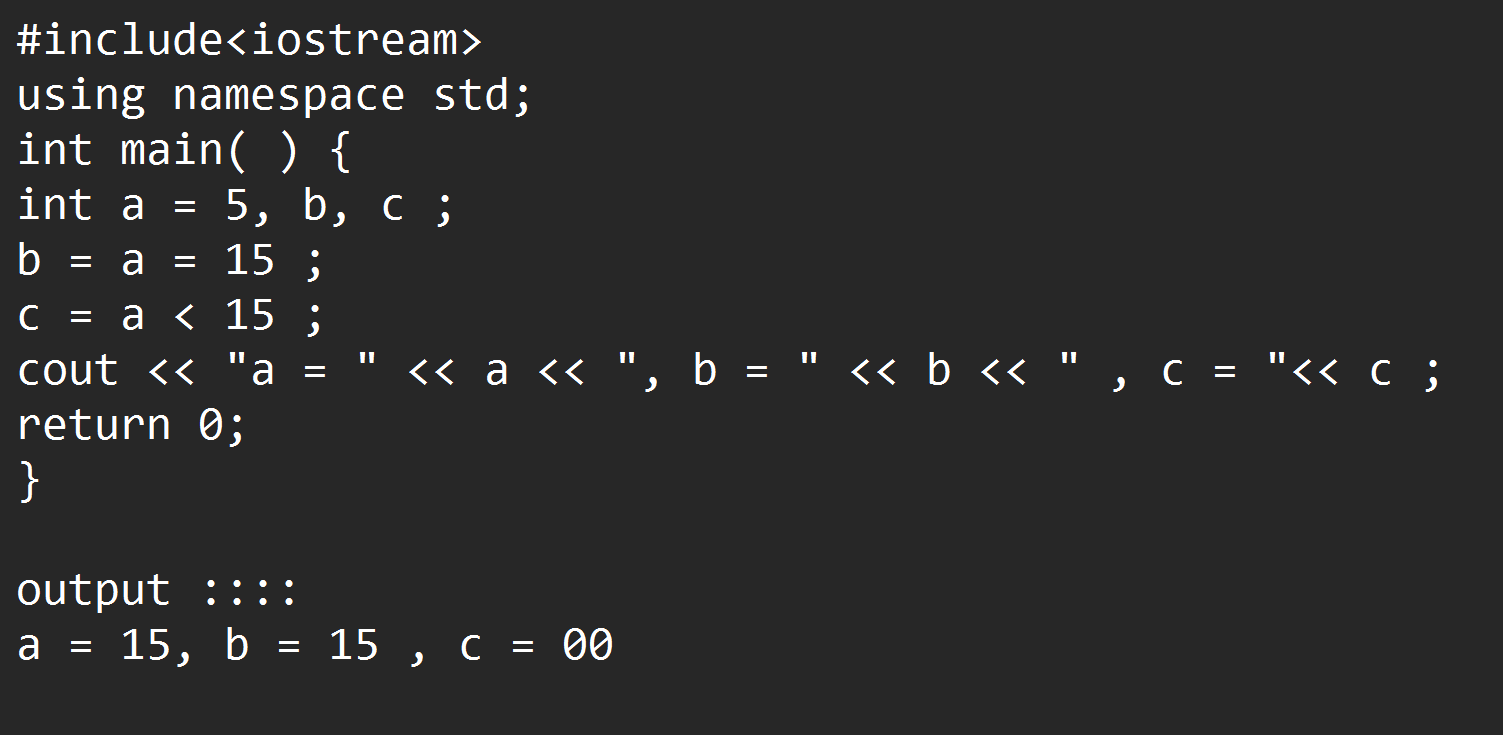 #include<iostream>
using namespace std;
int main( ) {
int a = 5, b, c ;
b = a = 15 ;
c = a < 15 ;
cout << "a = " << a << ", b = " << b << " , c = "<< c ;
return 0;
}

output ::::
a = 15, b = 15 , c = 00